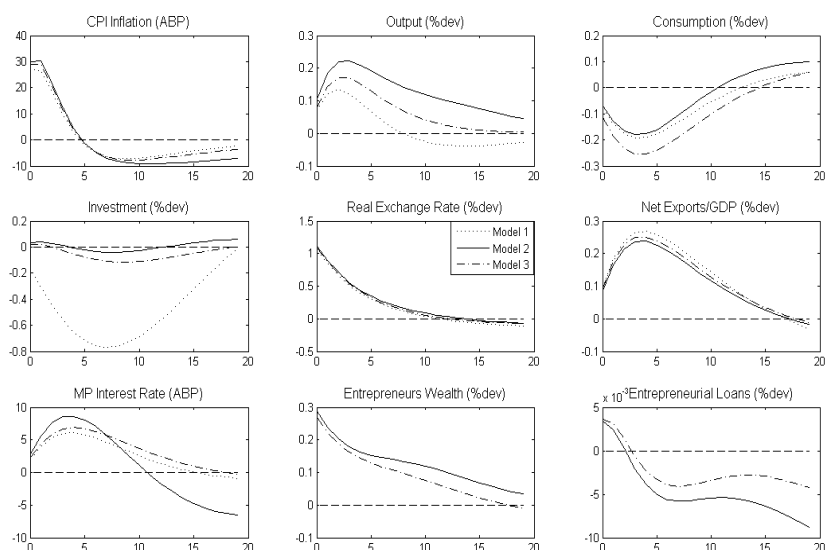 CPI Inflation (ABP)
40
30
20
10
0
-10
0 5 10 15 20
Output (%dev)
0.3
0.2
0.1
0
-0.1
0 5 10 15 20
Consumption (%dev)
0.2
0.1
0
-0.1
-0.2
-0.3
0 5 10 15 20
Investment (%dev)
0.2
0
-0.2
-0.4
-0.6
-0.8
0 5 10 15 20
Real Exchange Rate (%dev)
1.5
1
0.5
0
-0.5
0 5 10 15 20
Model 1
Model 2
Model 3
Net Exports/GDP (%dev)
0.3
0.2
0.1
0
-0.1
0 5 10 15 20
MP Interest Rate (ABP)
10
5
0
-5
-10
0 5 10 15 20
Entrepreneurs Wealth (%dev)
0.3
0.2
0.1
0
-0.1
0 5 10 15 20
x 10^-3
Entrepreneurial Loans (%dev)
5
0
-5
-10
0 5 10 15 20